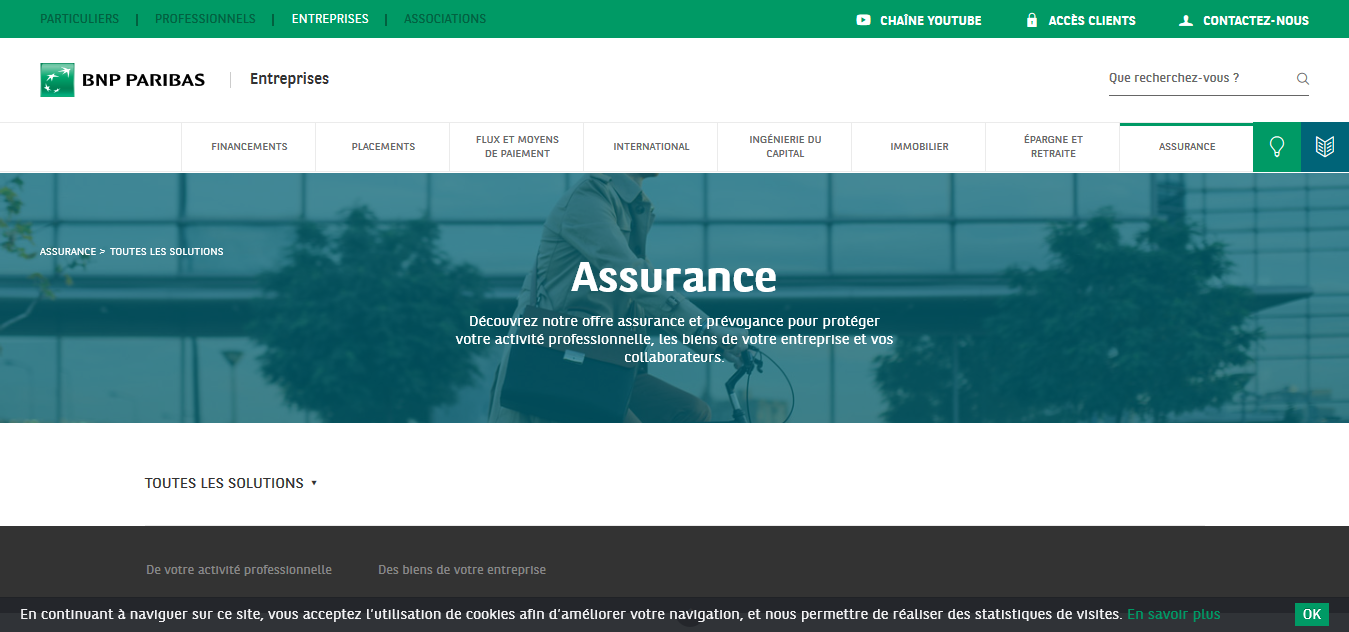 PARTICULIERS | PROFESSIONNELS | ENTREPRISES | ASSOCIATIONS
CHAÎNE YOUTUBE ACCÈS CLIENTS CONTACTEZ-NOUS
BNP PARIBAS | Entreprises
Que recherchez-vous ?
FINANCEMENTS
PLACEMENTS
FLUX ET MOYENS
DE PAIEMENT
INTERNATIONAL
INGÉNIERIE DU
CAPITAL
IMMOBILIER
ÉPARGNE ET
RETRAITE
ASSURANCE
ASSURANCE > TOUTES LES SOLUTIONS
Assurance
Découvrez notre offre assurance et prévoyance pour protéger
votre activité professionnelle, les biens de votre entreprise et vos
collaborateurs.
TOUTES LES SOLUTIONS ▾
De votre activité professionnelle
Des biens de votre entreprise
En continuant à naviguer sur ce site, vous acceptez l’utilisation de cookies afin d’améliorer votre navigation, et nous permettre de réaliser des statistiques de visites. En savoir plus
OK